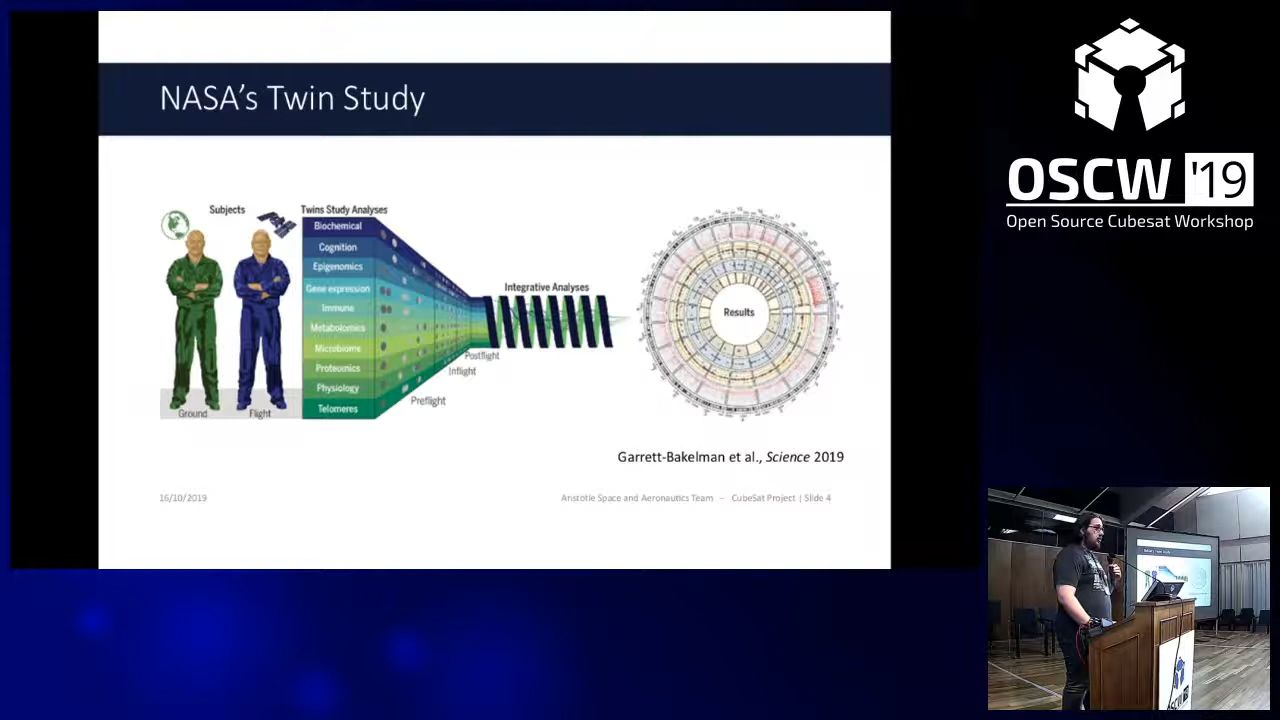 NASA's Twin Study
Subjects
Twins Study Analyses
Biochemical
Cognition
Epigenomics
Gene expression
Immune
Metabolomics
Microbiome
Proteomics
Physiology
Telomeres
Ground
Flight
Preflight
Inflight
Postflight
Integrative Analyses
Results
Garrett-Bakelman et al., Science 2019
16/10/2019
Aristotle Space and Aeronautics Team – CubeSat Project | Slide 4
OSCW '19
Open Source Cubesat Workshop